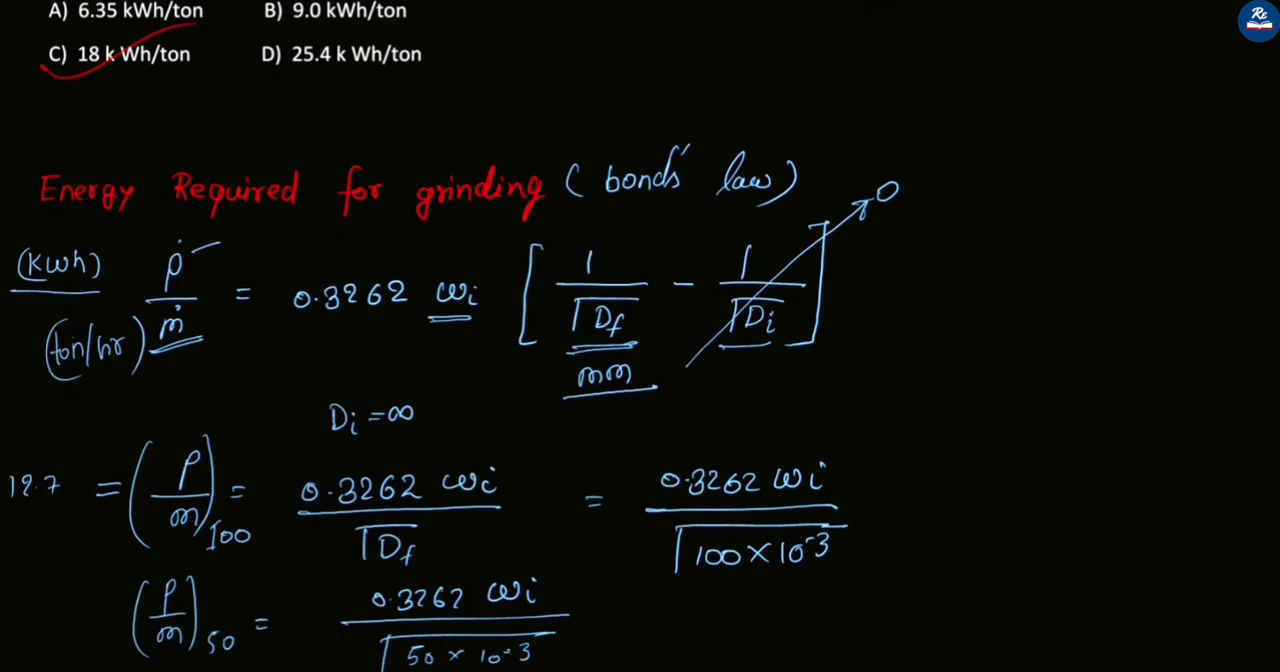 A) 6.35 kWh/ton B) 9.0 kWh/ton
C) 18 k Wh/ton D) 25.4 k Wh/ton
Re
Energy Required for grinding (bonds' law)
(kwh) Ṗ / ṁ (ton/hr) = 0.3262 wi [ 1/√Df - 1/√Di ] → 0
mm
Di = ∞
12.7 = (P/m)100 = 0.3262 wi / √Df = 0.3262 wi / √100×10-3
(P/m)50 = 0.3262 wi / √50 × 10-3